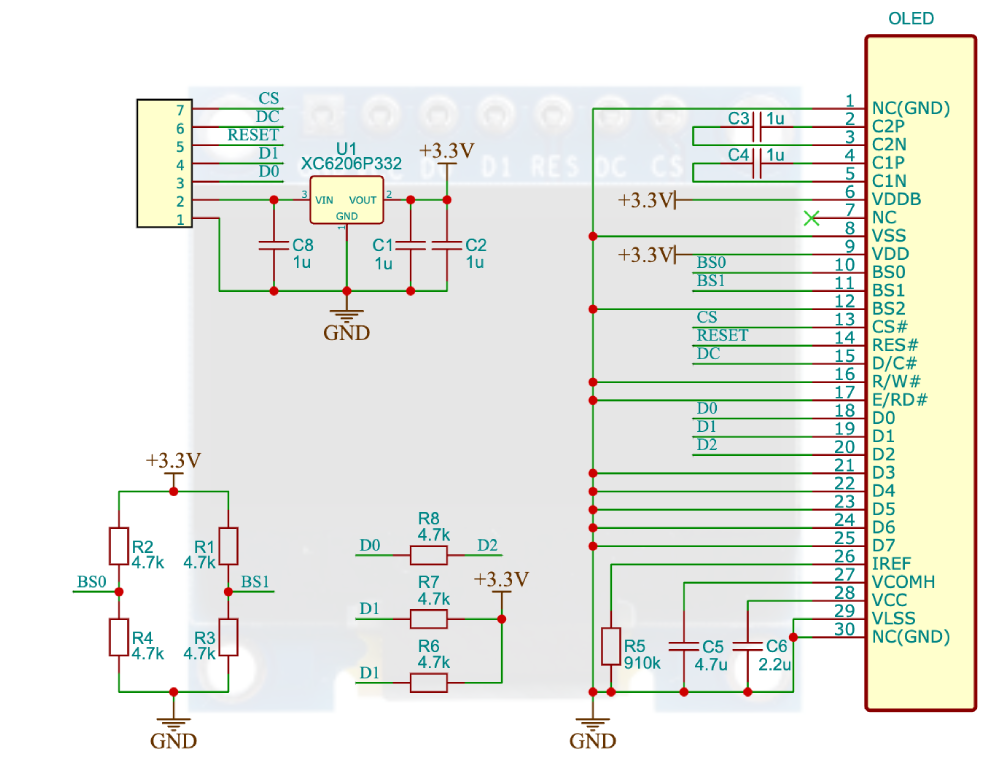 OLED
7 CS
6 DC
5 RESET
4 D1
3 D0
2
1
U1
XC6206P332
+3.3V
3 VIN VOUT 2
GND
1
C8
1u
C1
1u
C2
1u
GND
D1 RES DC CS
1 NC(GND)
C3 1u
2 C2P
3 C2N
C4 1u
4 C1P
5 C1N
+3.3V 6 VDDB
7 NC
8 VSS
+3.3V 9 VDD
BS0 10 BS0
BS1 11 BS1
12 BS2
CS 13 CS#
RESET 14 RES#
DC 15 D/C#
16 R/W#
17 E/RD#
D0 18 D0
D1 19 D1
D2 20 D2
21 D3
22 D4
23 D5
24 D6
25 D7
26 IREF
27 VCOMH
28 VCC
29 VLSS
30 NC(GND)
R5
910k
C5
4.7u
C6
2.2u
GND
+3.3V
R2
4.7k
R1
4.7k
BS0
BS1
R4
4.7k
R3
4.7k
GND
R8
4.7k
D0 D2
R7
4.7k
+3.3V
D1
R6
4.7k
D1